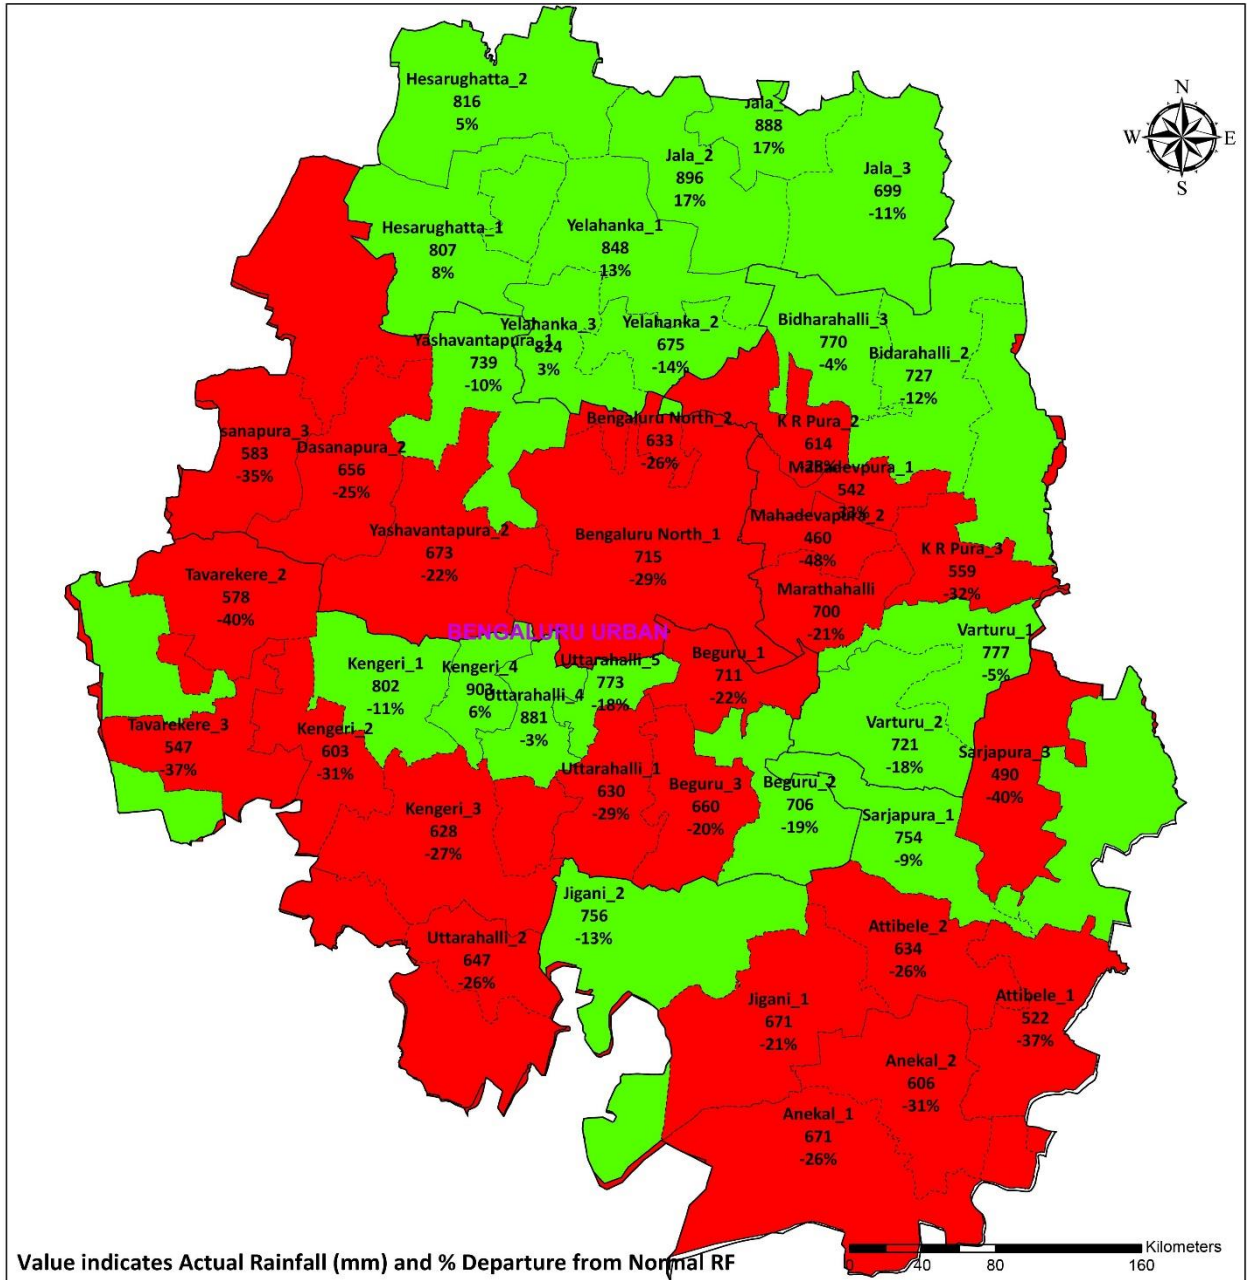 Hesarughatta_2
816
5%
N
W
E
S
Jala_
888
17%
Jala_2
896
17%
Jala_3
699
-11%
Hesarughatta_1
807
8%
Yelahanka_1
848
13%
Yashavantapura_1
739
-10%
Yelahanka_3
824
3%
Yelahanka_2
675
-14%
Bidharahalli_3
770
-4%
Bidarahalli_2
727
-12%
sanapura_3
583
-35%
Dasanapura_2
656
-25%
Bengaluru North_2
633
-26%
K R Pura_2
614
Mahadevpura_1
542
-33%
Yashavantapura_2
673
-22%
Bengaluru North_1
715
-29%
Mahadevapura_2
460
-48%
K R Pura_3
559
-32%
Tavarekere_2
578
-40%
Marathahalli
700
-21%
BENGALURU URBAN
Varturu_1
777
-5%
Kengeri_1
802
-11%
Kengeri_4
903
6%
Uttarahalli_5
773
-18%
Beguru_1
711
-22%
Uttarahalli_4
881
-3%
Tavarekere_3
547
-37%
Kengeri_2
603
-31%
Varturu_2
721
-18%
Sarjapura_3
490
-40%
Kengeri_3
628
-27%
Uttarahalli_1
630
-29%
Beguru_3
660
-20%
Beguru_2
706
-19%
Sarjapura_1
754
-9%
Jigani_2
756
-13%
Uttarahalli_2
647
-26%
Attibele_2
634
-26%
Jigani_1
671
-21%
Attibele_1
522
-37%
Anekal_2
606
-31%
Anekal_1
671
-26%
Value indicates Actual Rainfall (mm) and % Departure from Normal RF
Kilometers
0 40 80 160